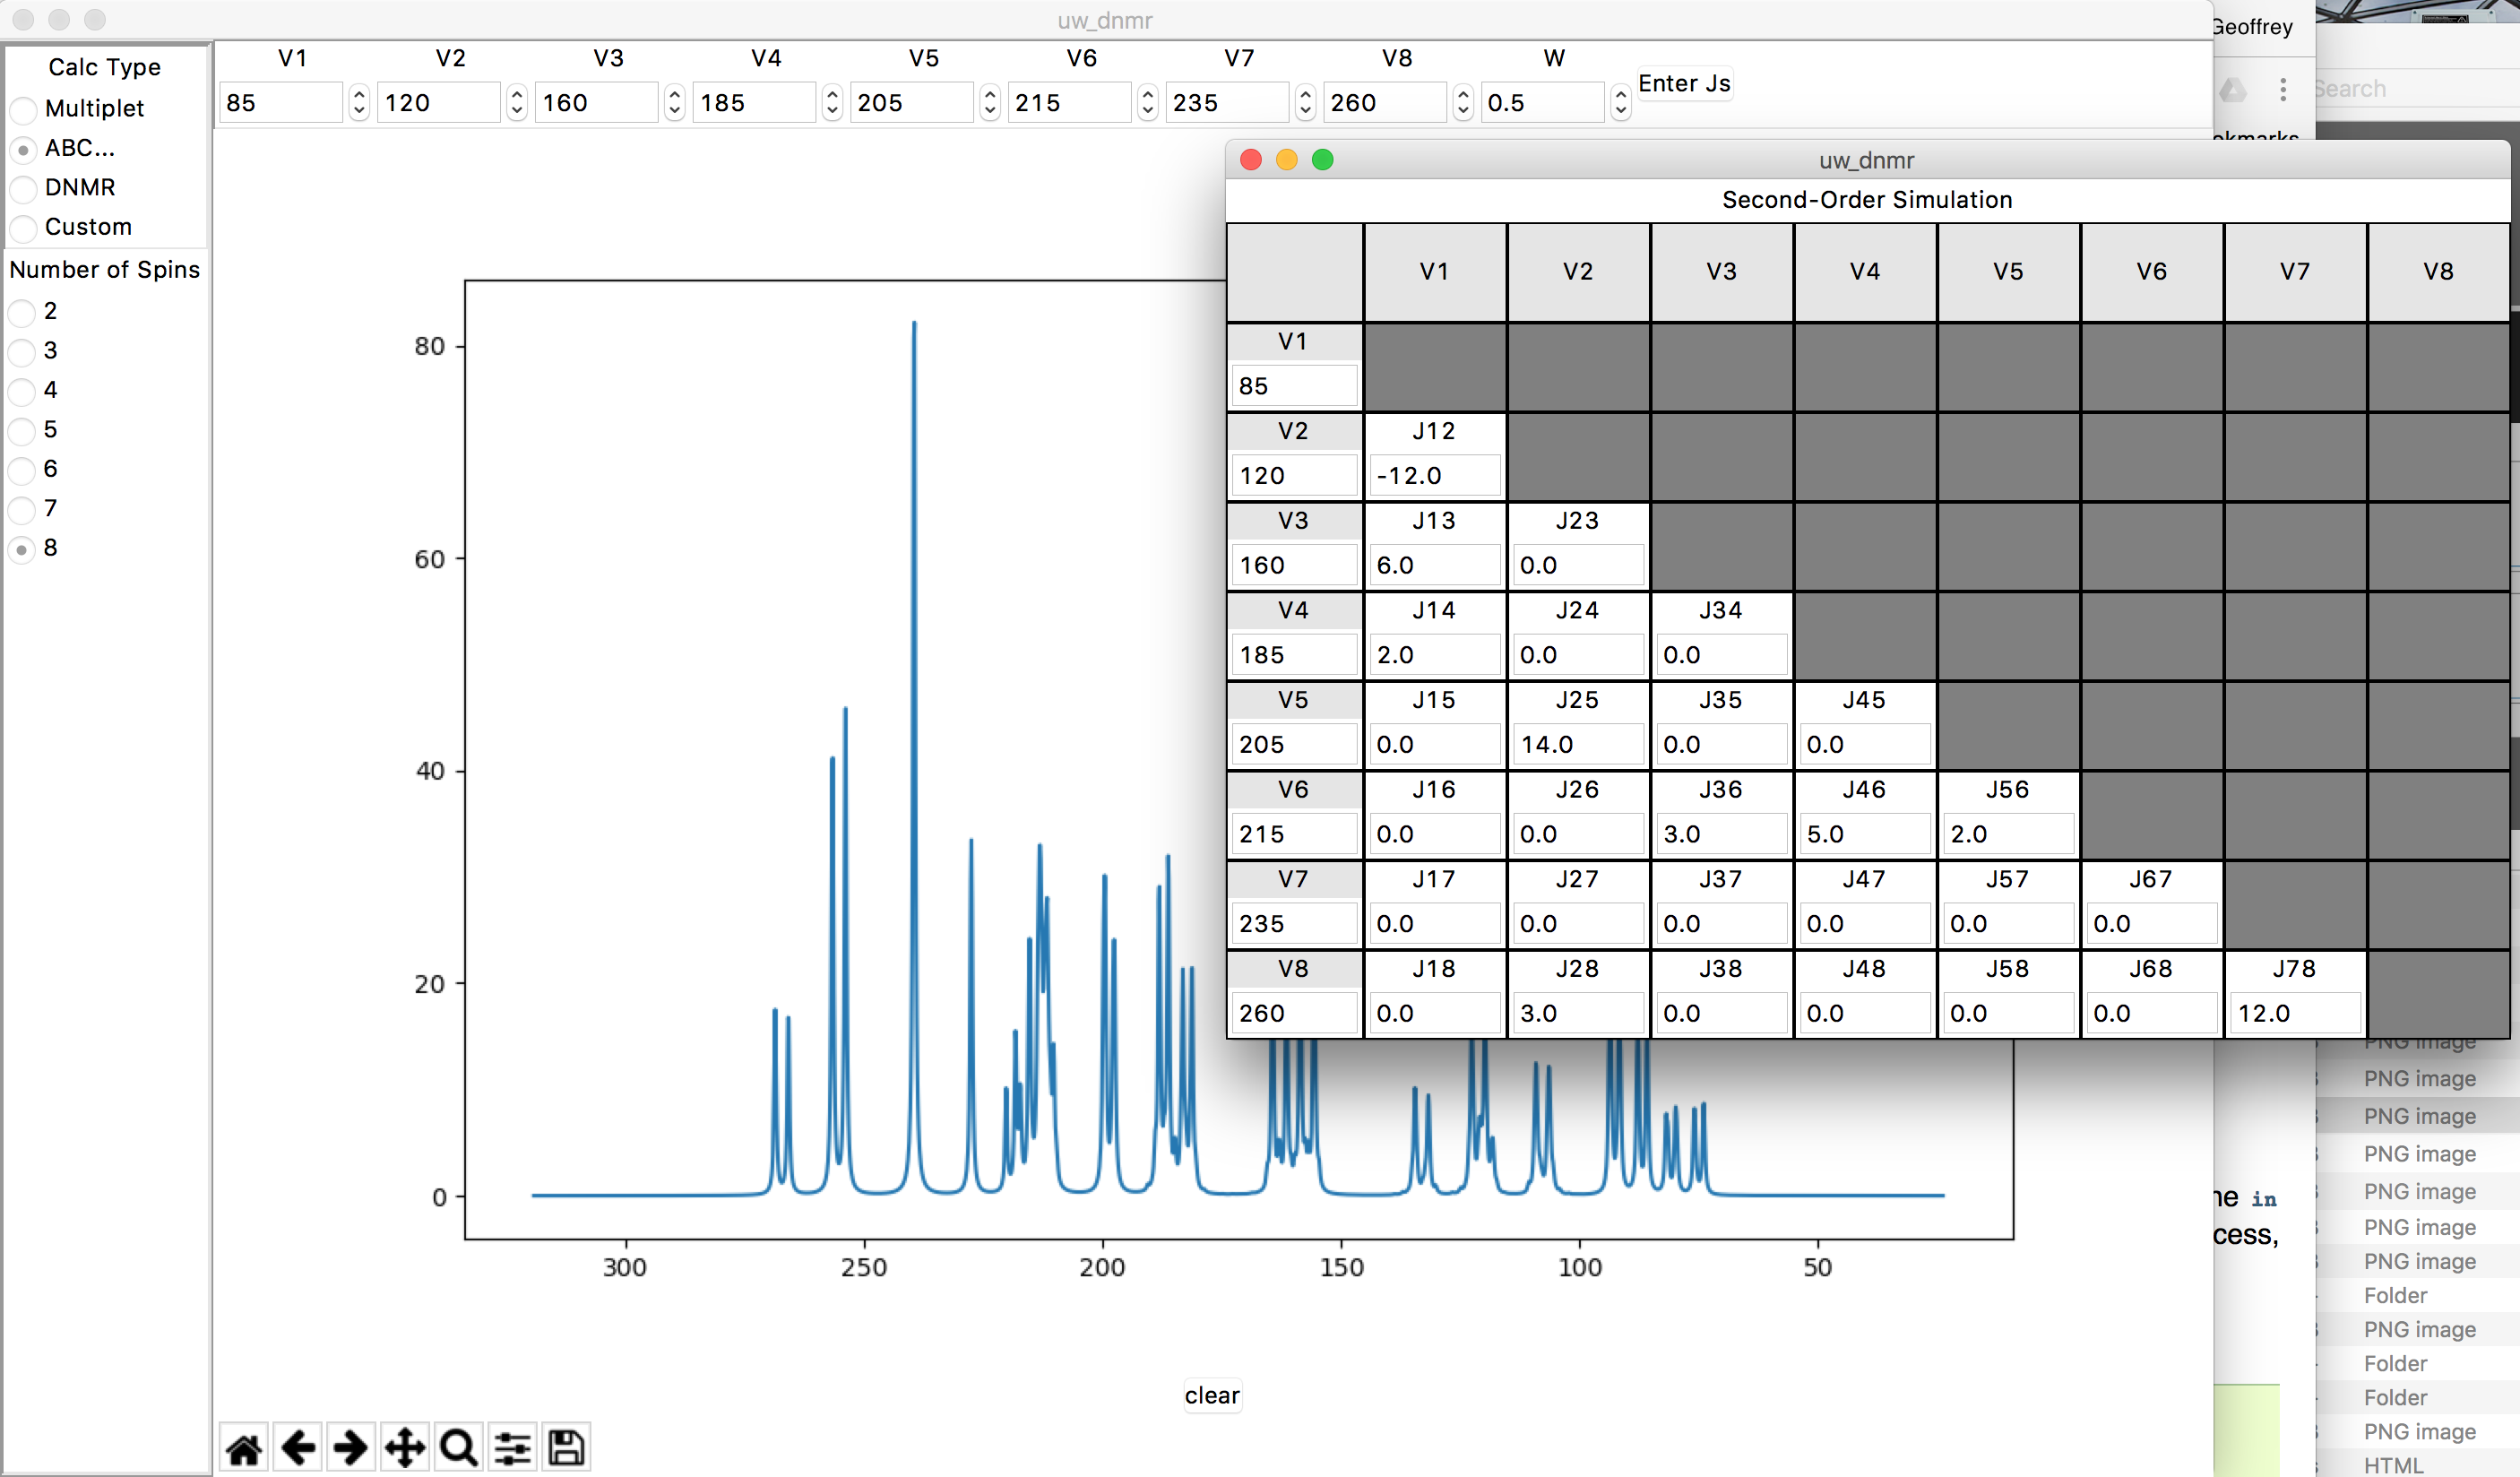 uw_dnmr
Geoffrey
Search
Calc Type
Multiplet
ABC...
DNMR
Custom
Number of Spins
2
3
4
5
6
7
8
V1 V2 V3 V4 V5 V6 V7 V8 W
85 120 160 185 205 215 235 260 0.5 Enter Js
80
60
40
20
0
300 250 200 150 100 50
clear
uw_dnmr
Second-Order Simulation
V1 V2 V3 V4 V5 V6 V7 V8
V1
85
V2 J12
120 -12.0
V3 J13 J23
160 6.0 0.0
V4 J14 J24 J34
185 2.0 0.0 0.0
V5 J15 J25 J35 J45
205 0.0 14.0 0.0 0.0
V6 J16 J26 J36 J46 J56
215 0.0 0.0 3.0 5.0 2.0
V7 J17 J27 J37 J47 J57 J67
235 0.0 0.0 0.0 0.0 0.0 0.0
V8 J18 J28 J38 J48 J58 J68 J78
260 0.0 3.0 0.0 0.0 0.0 0.0 12.0
PNG image
PNG image
PNG image
PNG image
PNG image
PNG image
PNG image
Folder
PNG image
Folder
Folder
PNG image
HTML
in